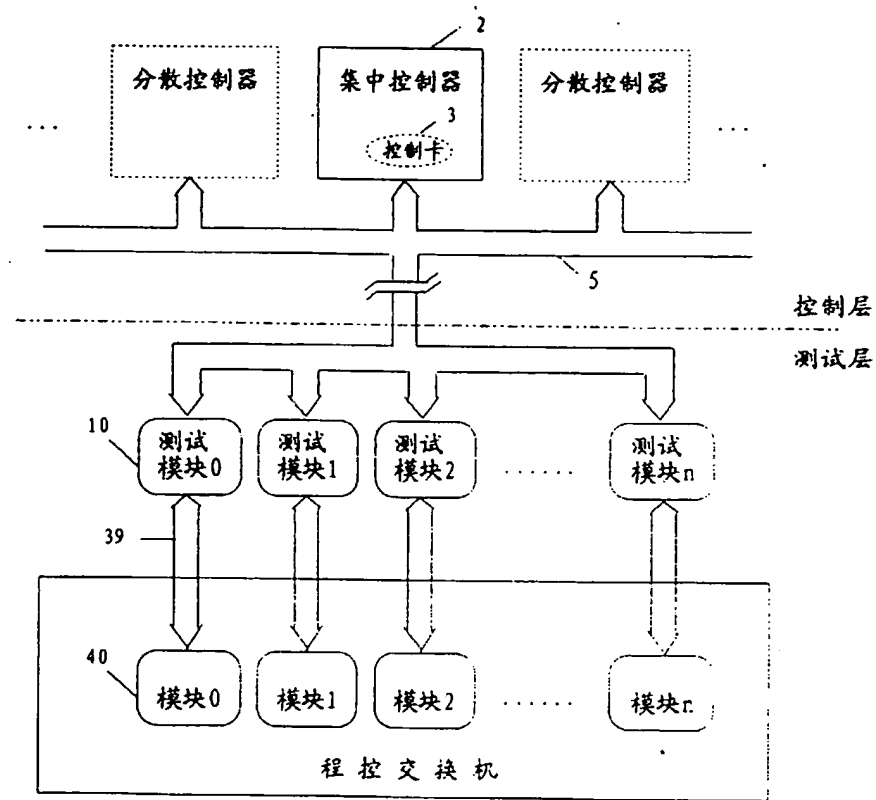 2
分散控制器
集中控制器
分散控制器
3
控制卡
...
...
5
控制层
测试层
10
测试
模块0
测试
模块1
测试
模块2
......
测试
模块n
39
40
模块0
模块1
模块2
......
模块n
程控交换机